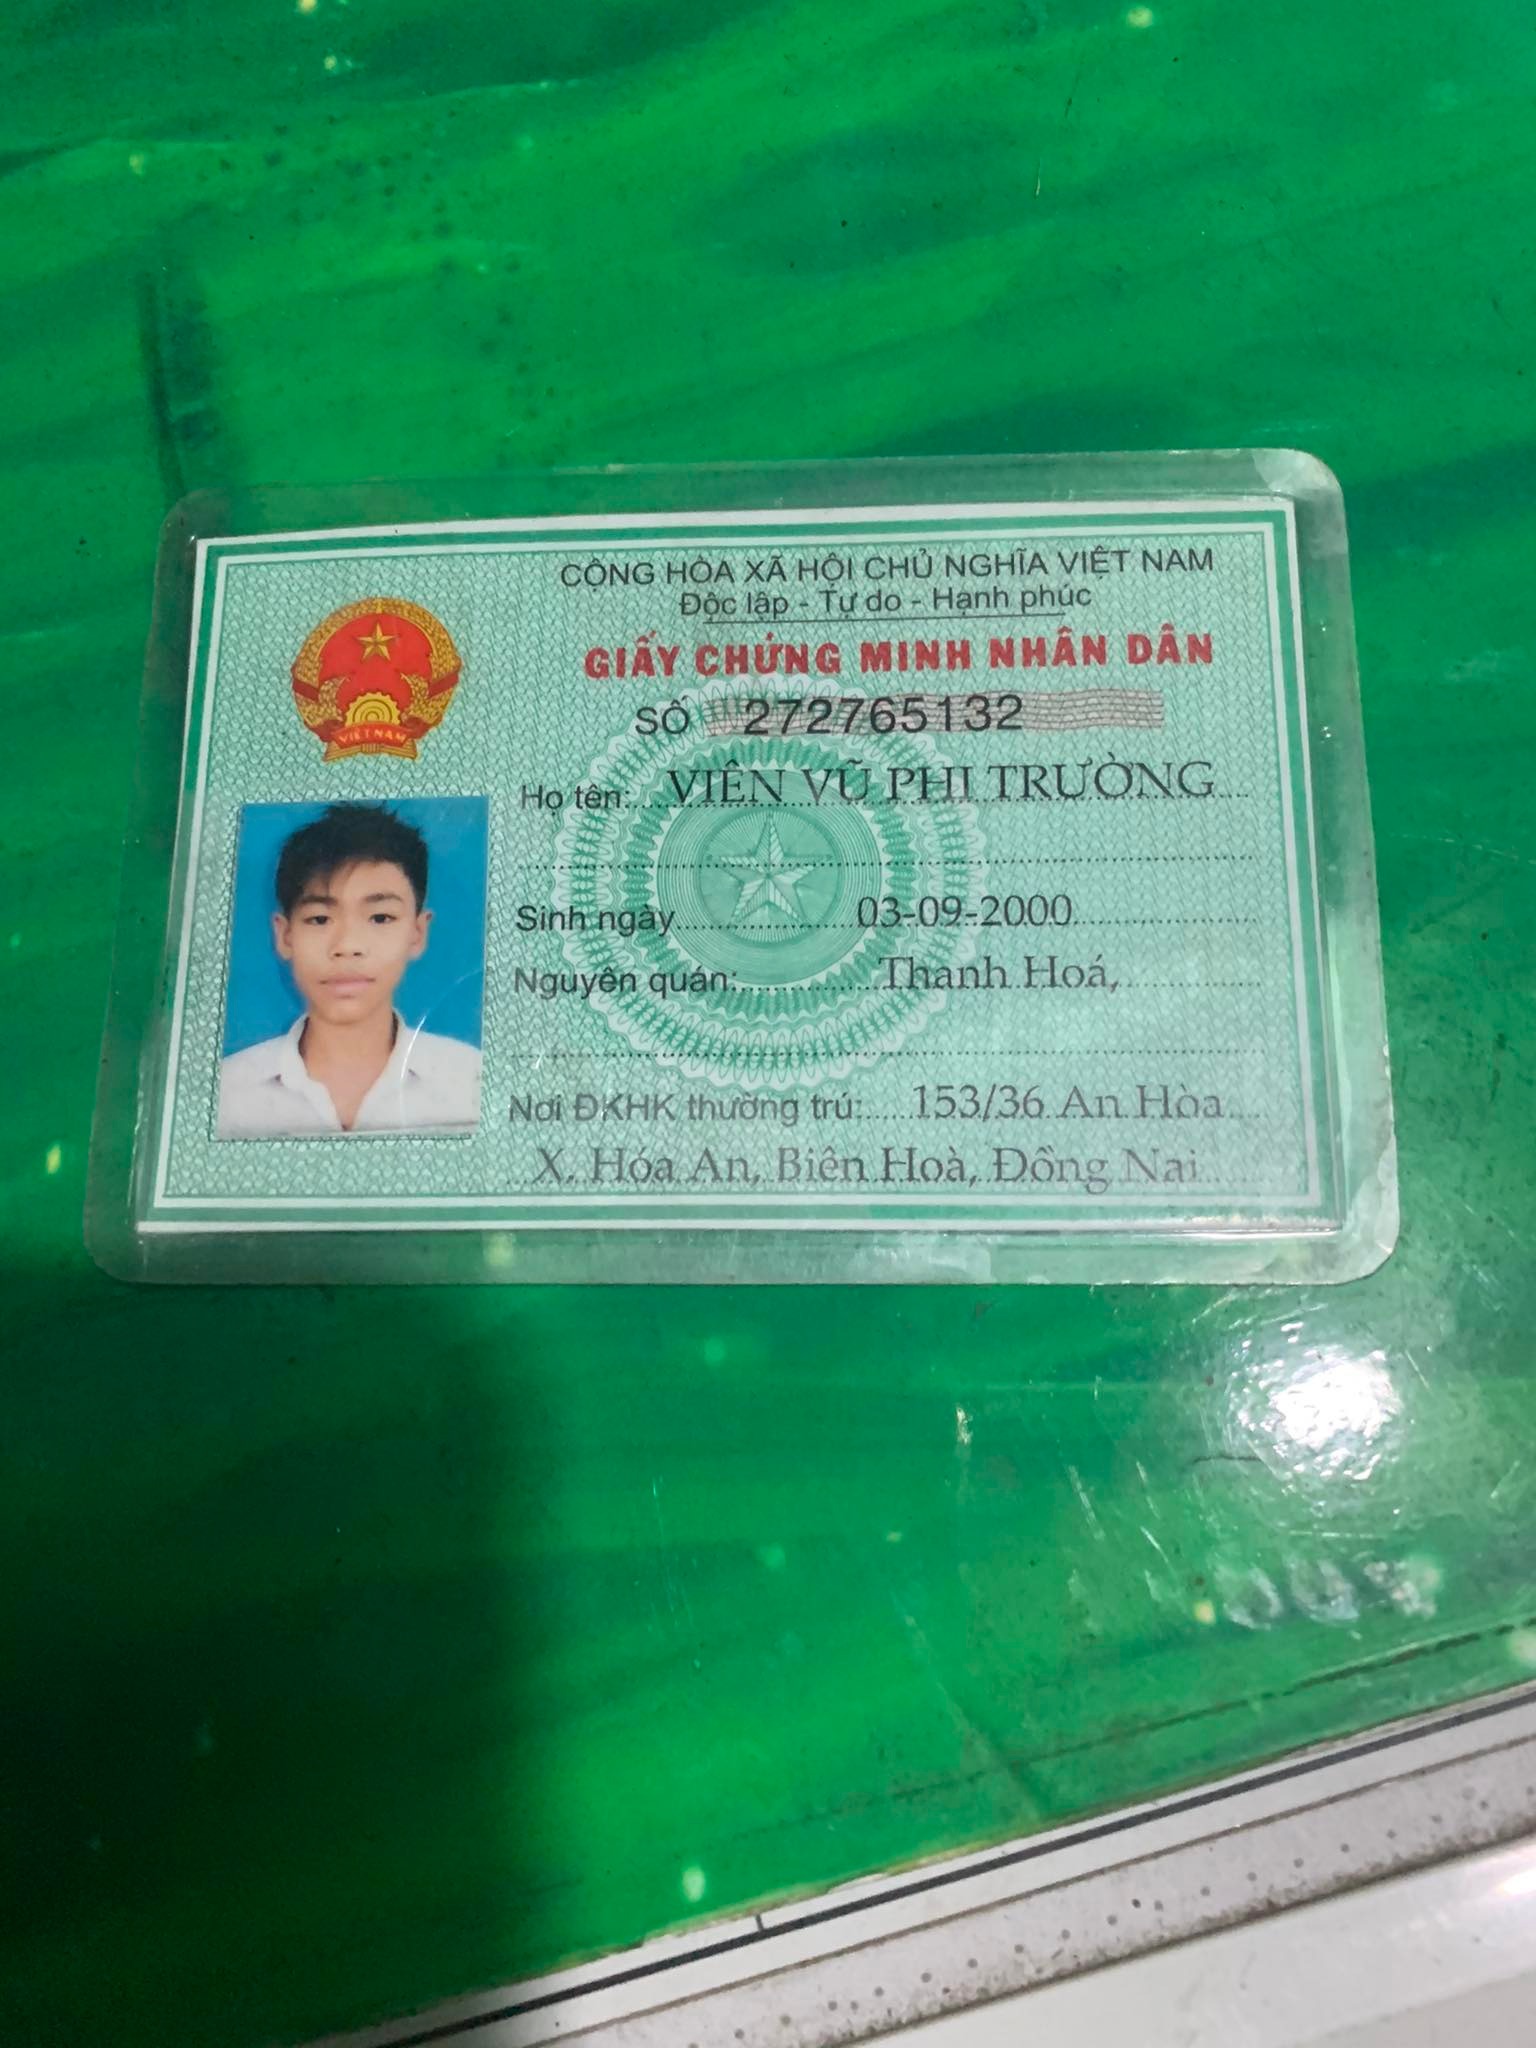 CỘNG HÒA XÃ HỘI CHỦ NGHĨA VIỆT NAM
Độc lập - Tự do - Hạnh phúc
GIẤY CHỨNG MINH NHÂN DÂN
SỐ 272765132
VIỆT NAM
Họ tên: VIÊN VŨ PHI TRƯỜNG
Sinh ngày 03-09-2000
Nguyên quán: Thanh Hoá,
Nơi ĐKHK thường trú: 153/36 An Hòa
X. Hóa An, Biên Hoà, Đồng Nai